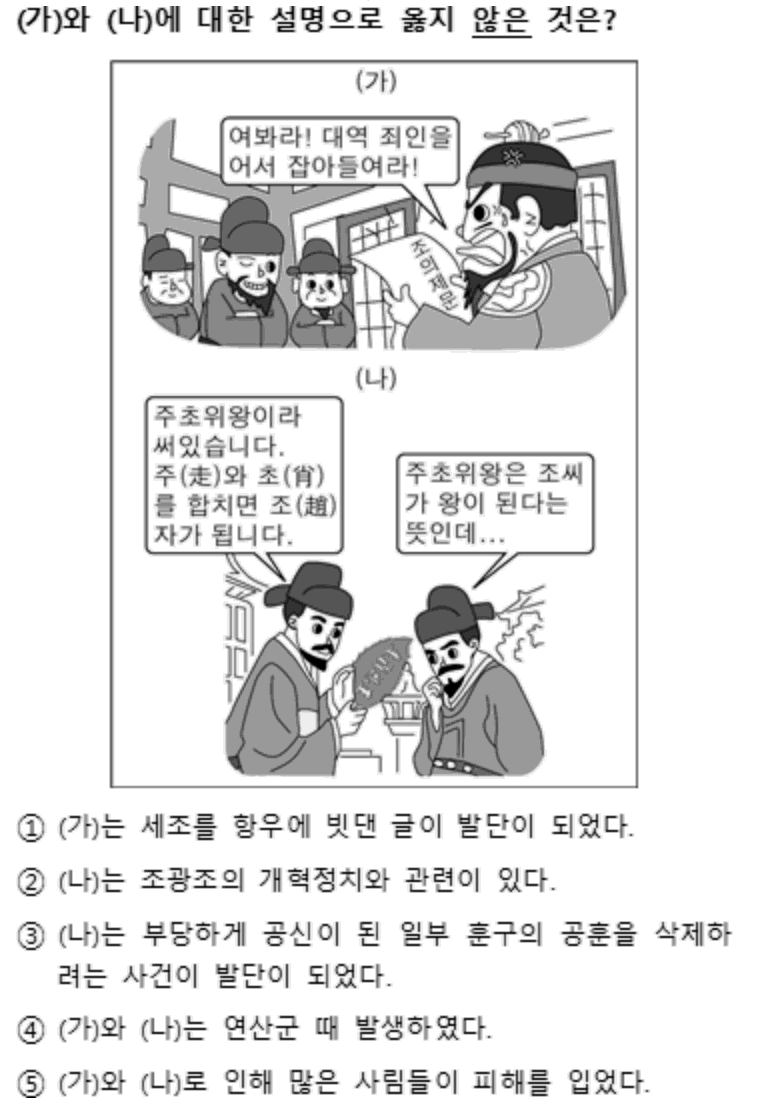 (가)와 (나)에 대한 설명으로 옳지 않은 것은?
(가)
여봐라! 대역 죄인을
어서 잡아들여라!
조의제문
(나)
주초위왕이라
써있습니다.
주(走)와 초(肖)
를 합치면 조(趙)
자가 됩니다.
주초위왕은 조씨
가 왕이 된다는
뜻인데...
① (가)는 세조를 항우에 빗댄 글이 발단이 되었다.
② (나)는 조광조의 개혁정치와 관련이 있다.
③ (나)는 부당하게 공신이 된 일부 훈구의 공훈을 삭제하
려는 사건이 발단이 되었다.
④ (가)와 (나)는 연산군 때 발생하였다.
⑤ (가)와 (나)로 인해 많은 사림들이 피해를 입었다.